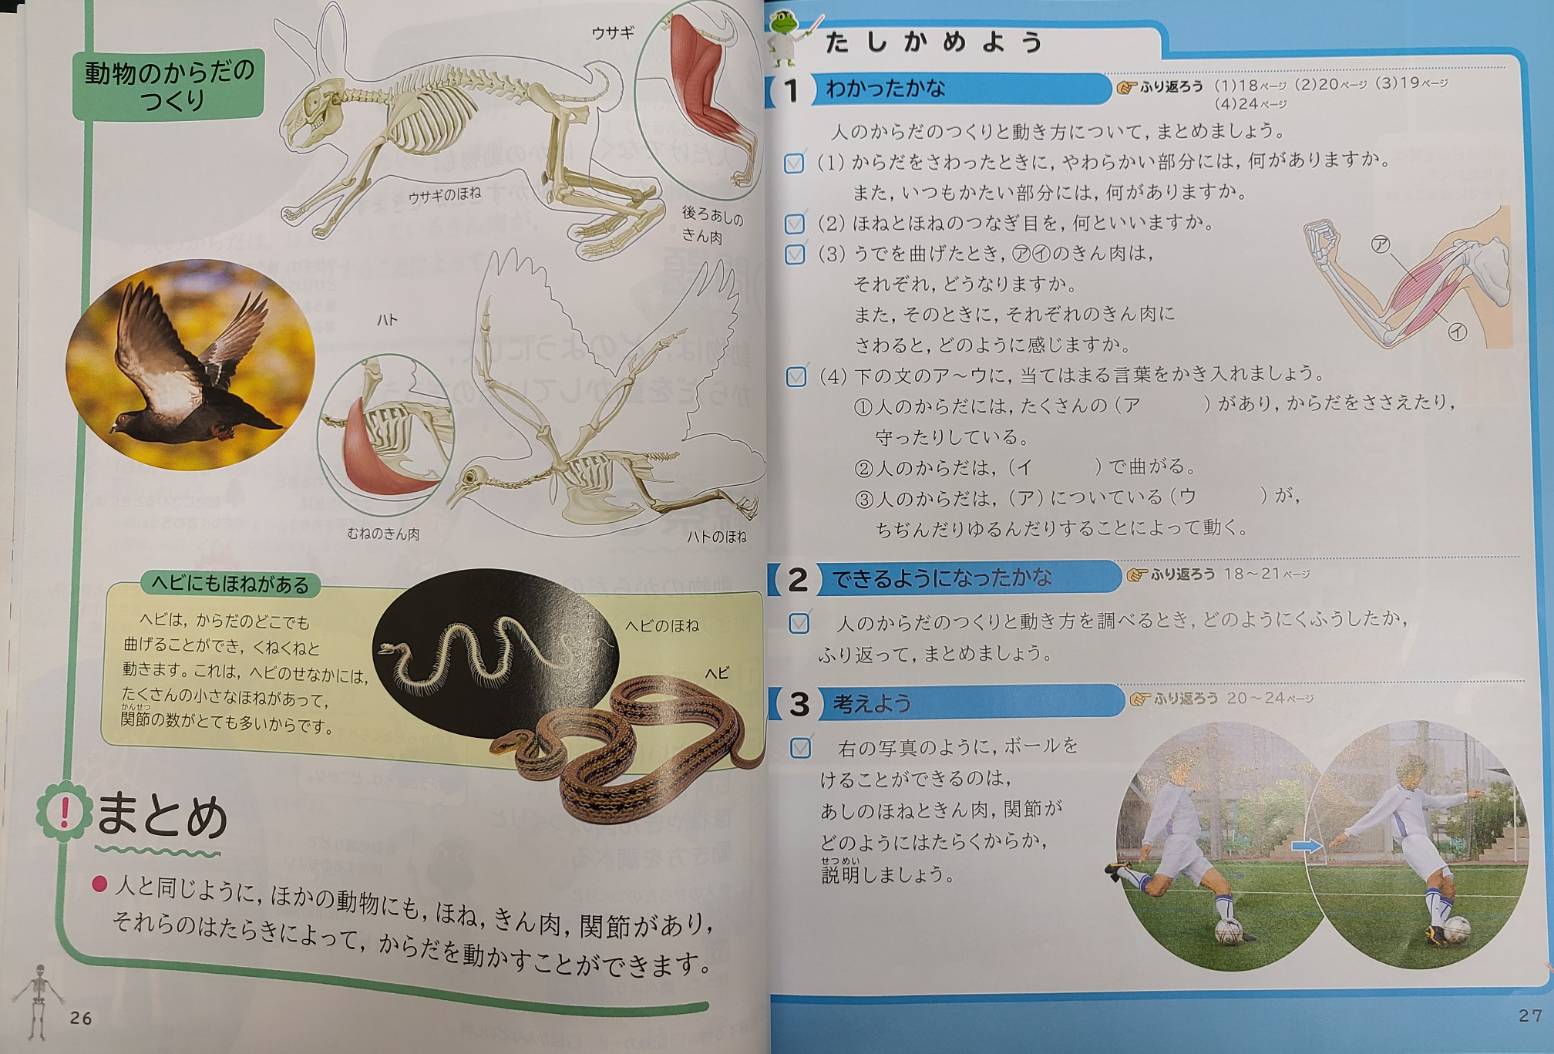 動物のからだの
つくり
ウサギ
ウサギのほね
後ろあしの
きん肉
ハト
むねのきん肉
ハトのほね
ヘビにもほねがある
ヘビは，からだのどこでも
曲げることができ，くねくねと
動きます。これは，ヘビのせなかには，
たくさんの小さなほねがあって，
かんせつ
関節の数がとても多いからです。
ヘビのほね
ヘビ
!
まとめ
● 人と同じように，ほかの動物にも，ほね，きん肉，関節があり，
それらのはたらきによって，からだを動かすことができます。
26
たしかめよう
1 わかったかな
ふり返ろう (1)18ページ (2)20ページ (3)19ページ
(4)24ページ
人のからだのつくりと動き方について，まとめましょう。
(1) からだをさわったときに，やわらかい部分には，何がありますか。
また，いつもかたい部分には，何がありますか。
(2) ほねとほねのつなぎ目を，何といいますか。
(3) うでを曲げたとき，㋐㋑のきん肉は，
それぞれ，どうなりますか。
また，そのときに，それぞれのきん肉に
さわると，どのように感じますか。
㋐
㋑
(4) 下の文のア～ウに，当てはまる言葉をかき入れましょう。
①人のからだには，たくさんの（ア　　　）があり，からだをささえたり，
守ったりしている。
②人のからだは，（イ　　　）で曲がる。
③人のからだは，（ア）についている（ウ　　　）が，
ちぢんだりゆるんだりすることによって動く。
2 できるようになったかな
ふり返ろう 18～21ページ
人のからだのつくりと動き方を調べるとき，どのようにくふうしたか，
ふり返って，まとめましょう。
3 考えよう
ふり返ろう 20～24ページ
右の写真のように，ボールを
けることができるのは，
あしのほねときん肉，関節が
どのようにはたらくからか，
せつめい
説明しましょう。
27